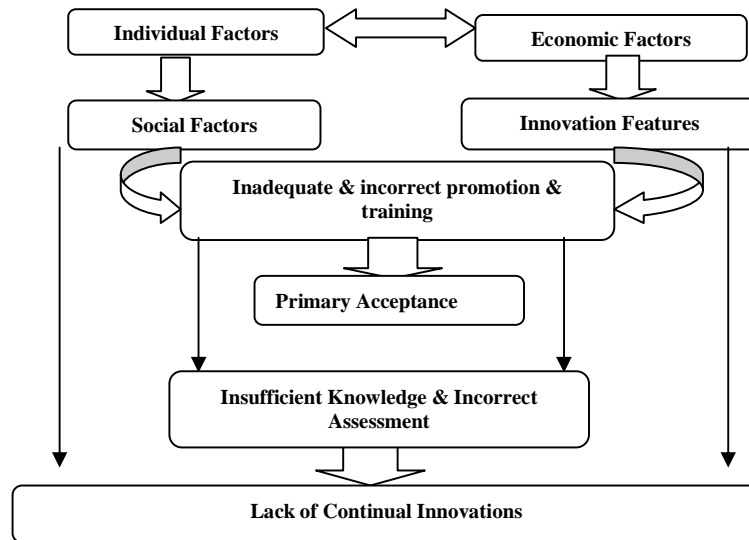 Individual Factors
Economic Factors
Social Factors
Innovation Features
Inadequate & incorrect promotion &
training
Primary Acceptance
Insufficient Knowledge & Incorrect
Assessment
Lack of Continual Innovations